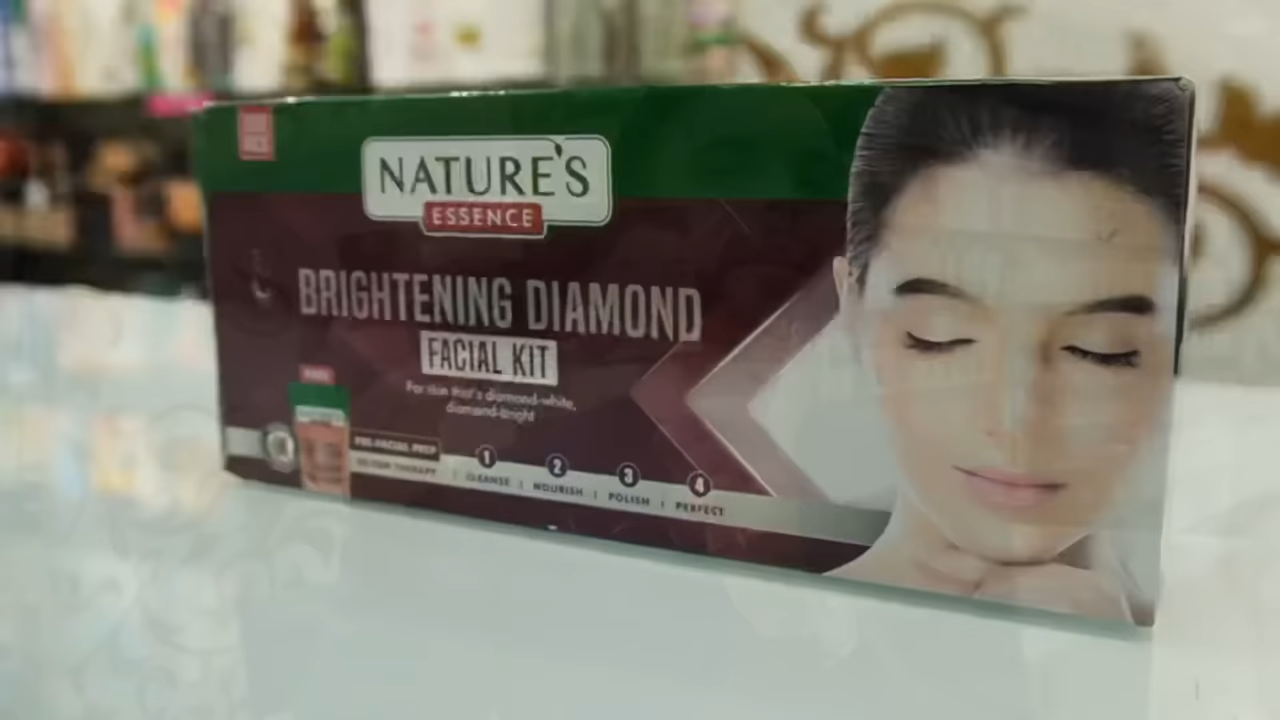 NATURE'S
ESSENCE
BRIGHTENING DIAMOND
FACIAL KIT
For skin that's diamond-white,
diamond-bright
PRE-FACIAL PREP
THERAPY
1 2 3 4
CLEANSE | NOURISH | POLISH | PERFECT